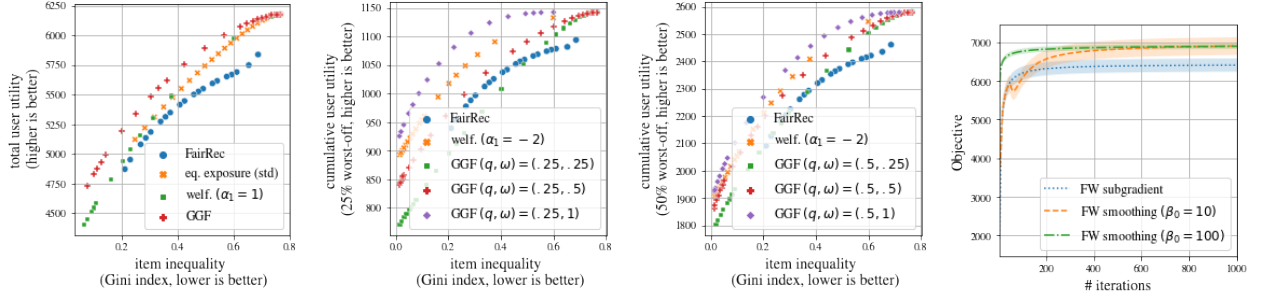 6250
6000
5750
5500
5250
5000
4750
4500
total user utility
(higher is better)
FairRec
eq. exposure (std)
welf. (α₁ = 1)
GGF
0.2 0.4 0.6 0.8
item inequality
(Gini index, lower is better)
1150
1100
1050
1000
950
900
850
800
cumulative user utility
(25% worst-off, higher is better)
FairRec
welf. (α₁ = −2)
GGF (q, ω) = (.25, .25)
GGF (q, ω) = (.25, .5)
GGF (q, ω) = (.25, 1)
0.0 0.2 0.4 0.6 0.8
item inequality
(Gini index, lower is better)
2600
2500
2400
2300
2200
2100
2000
1900
1800
cumulative user utility
(50% worst-off, higher is better)
FairRec
welf. (α₁ = −2)
GGF (q, ω) = (.5, .25)
GGF (q, ω) = (.5, .5)
GGF (q, ω) = (.5, 1)
0.0 0.2 0.4 0.6 0.8
item inequality
(Gini index, lower is better)
7000
6000
5000
4000
3000
2000
Objective
FW subgradient
FW smoothing (β₀ = 10)
FW smoothing (β₀ = 100)
200 400 600 800 1000
# iterations